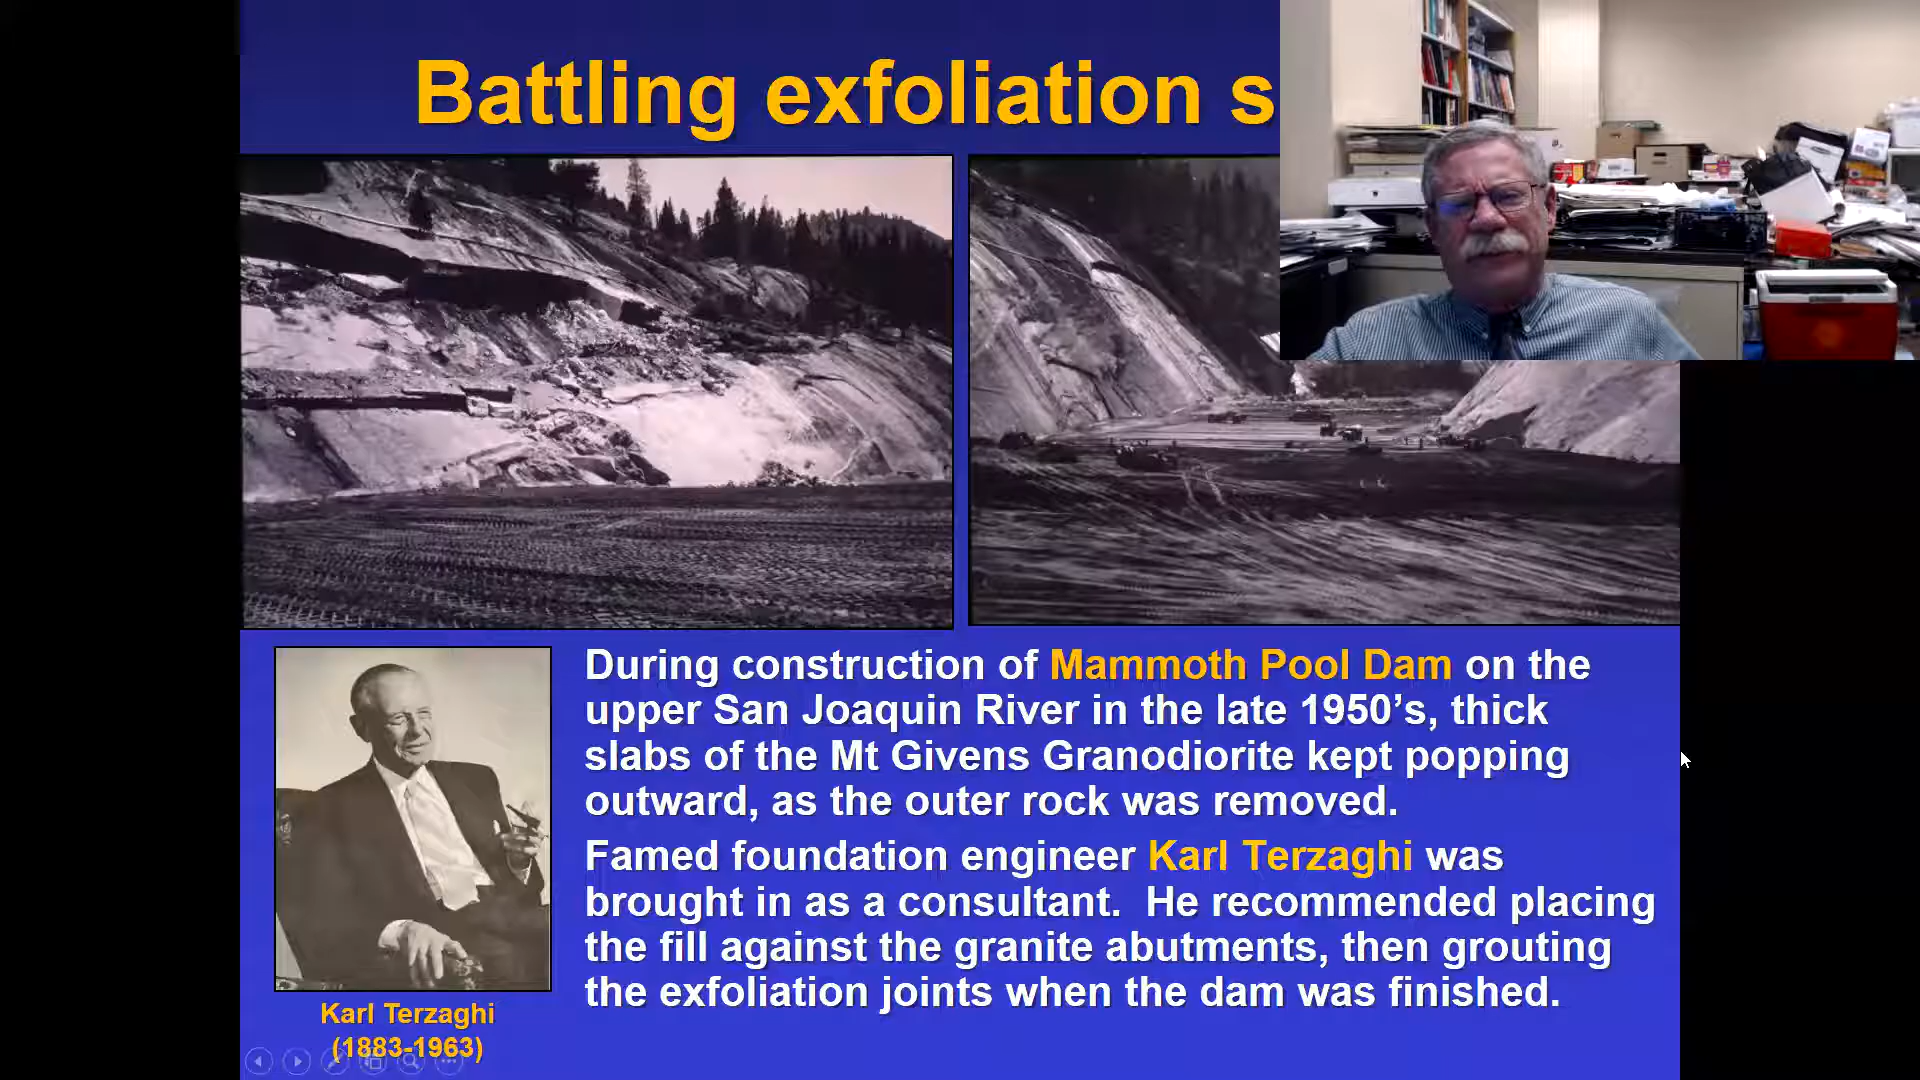 Battling exfoliation s
During construction of Mammoth Pool Dam on the
upper San Joaquin River in the late 1950’s, thick
slabs of the Mt Givens Granodiorite kept popping
outward, as the outer rock was removed.
Famed foundation engineer Karl Terzaghi was
brought in as a consultant. He recommended placing
the fill against the granite abutments, then grouting
the exfoliation joints when the dam was finished.
Karl Terzaghi
(1883-1963)